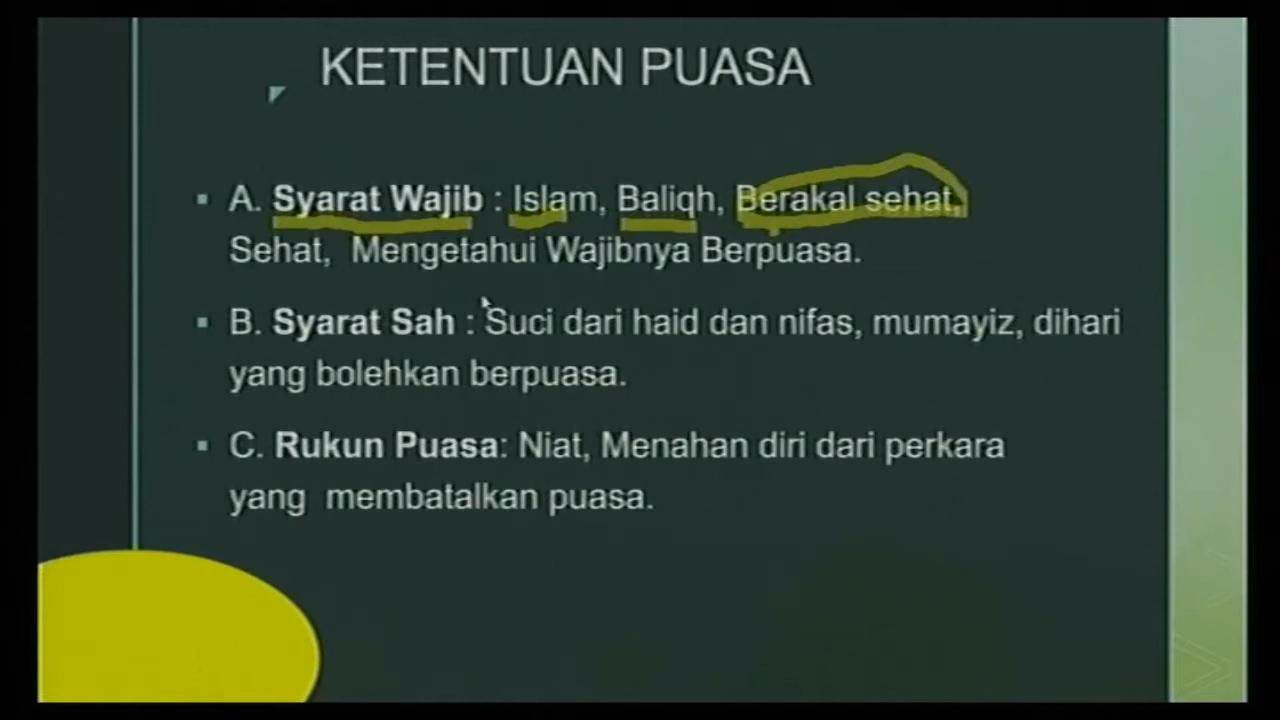 KETENTUAN PUASA
A. Syarat Wajib : Islam, Baliqh, Berakal sehat,
Sehat, Mengetahui Wajibnya Berpuasa.
B. Syarat Sah : Suci dari haid dan nifas, mumayiz, dihari
yang bolehkan berpuasa.
C. Rukun Puasa: Niat, Menahan diri dari perkara
yang membatalkan puasa.